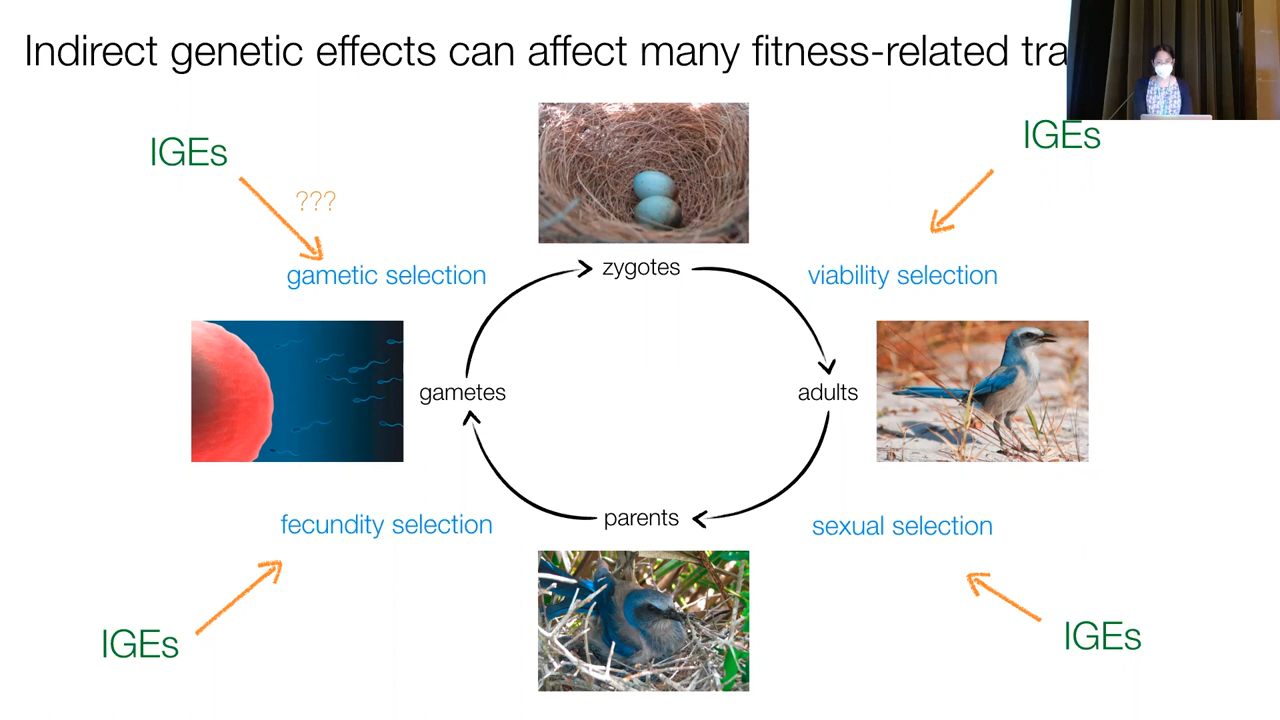 Indirect genetic effects can affect many fitness-related tra
IGEs
IGEs
???
gametic selection
zygotes
viability selection
gametes
adults
fecundity selection
parents
sexual selection
IGEs
IGEs